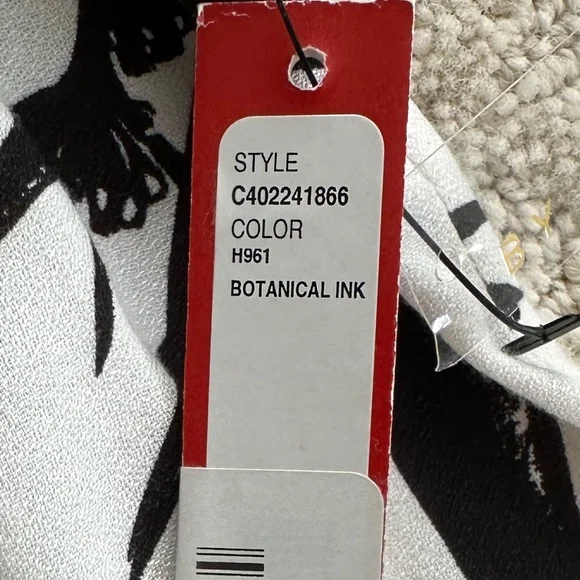 STYLE
C402241866
COLOR
H961
BOTANICAL INK